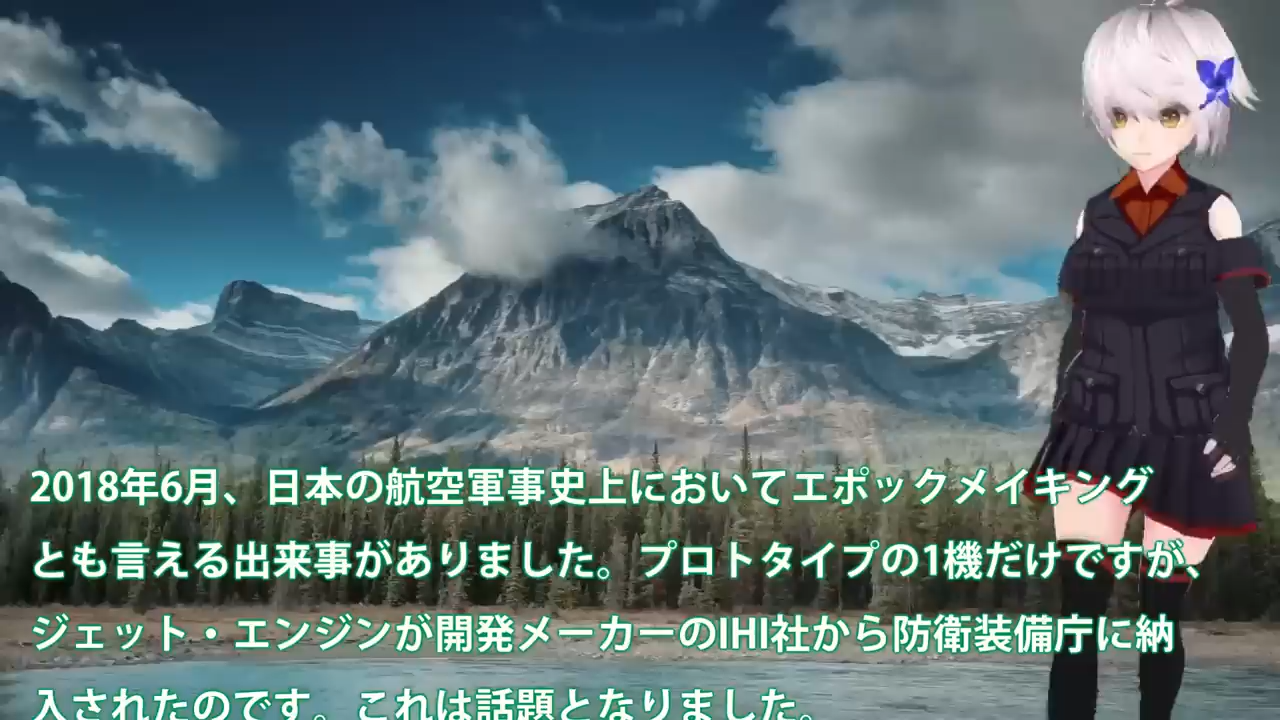 2018年6月、日本の航空軍事史上においてエポックメイキング
とも言える出来事がありました。プロトタイプの1機だけですが、
ジェット・エンジンが開発メーカーのIHI社から防衛装備庁に納
入されたのです。これは話題となりました。